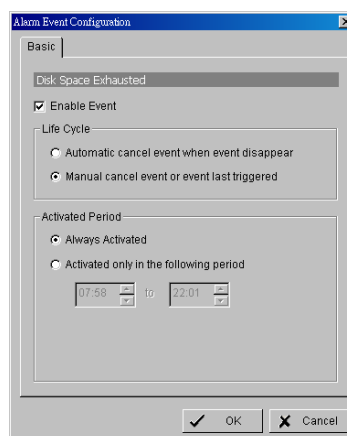 Alarm Event Configuration
Basic
Disk Space Exhausted
Enable Event
Life Cycle
Automatic cancel event when event disappear
Manual cancel event or event last triggered
Activated Period
Always Activated
Activated only in the following period
07:58 to 22:01
OK Cancel